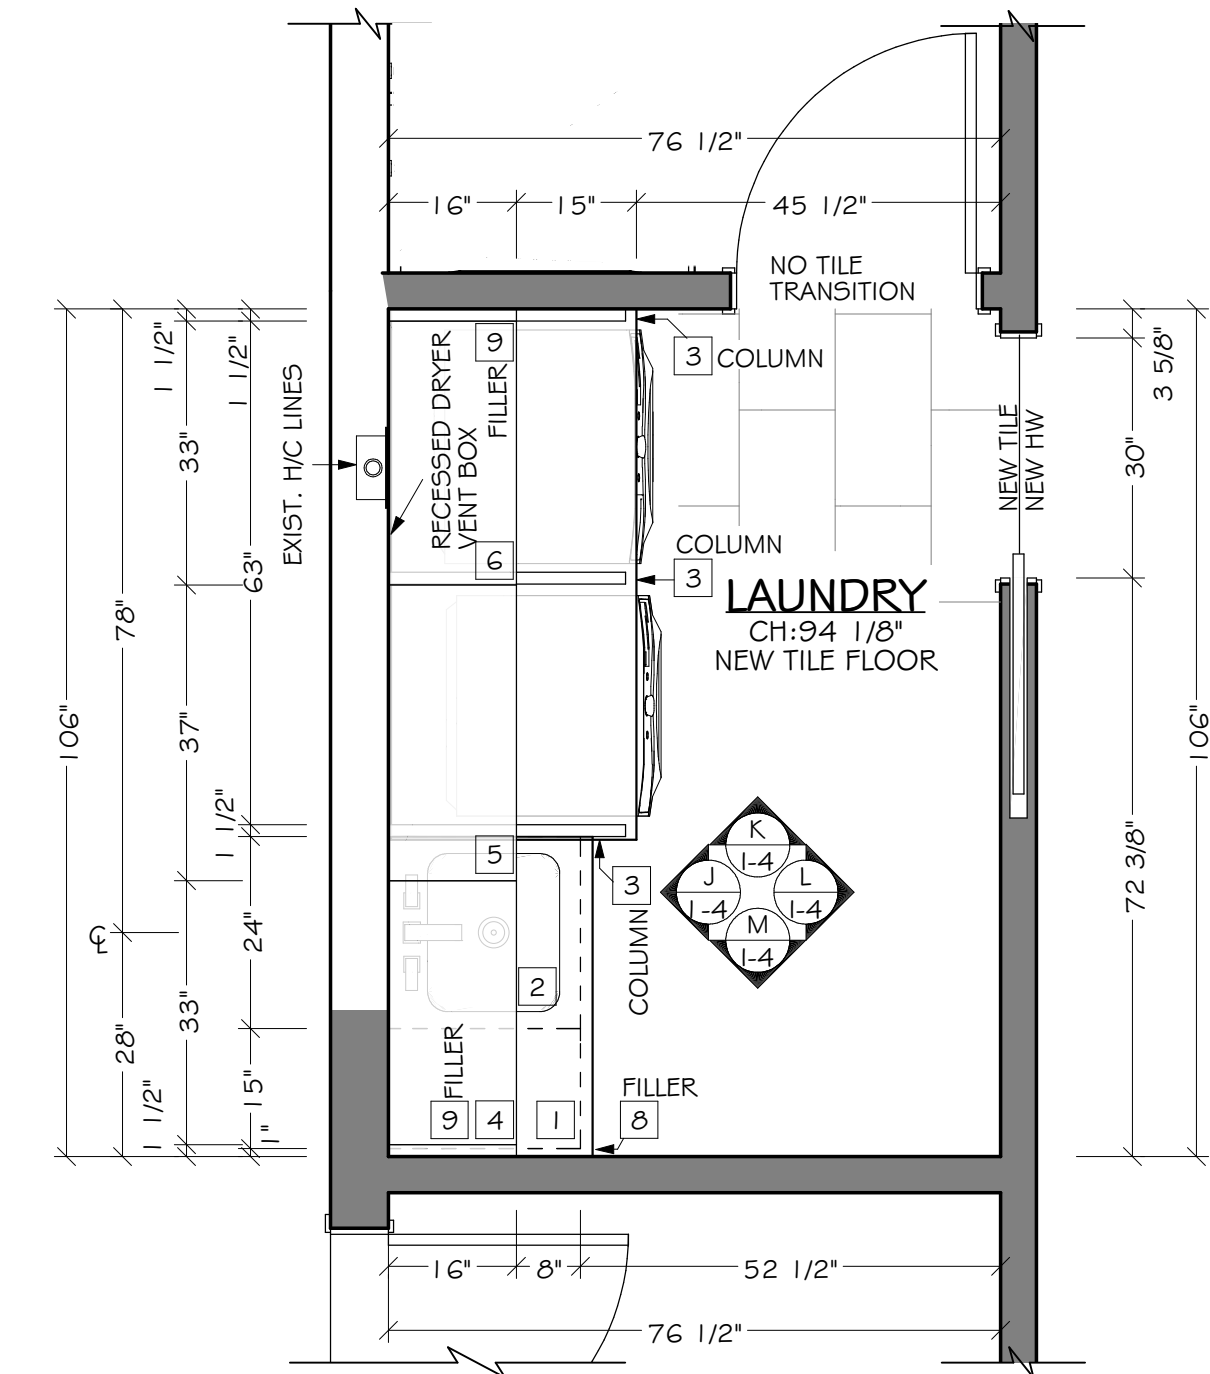 76 1/2"
16" 15" 45 1/2"
NO TILE
TRANSITION
1 1/2"
1 1/2"
3 5/8"
9
3 COLUMN
FILLER
RECESSED DRYER
VENT BOX
EXIST. H/C LINES
33"
30"
NEW TILE
NEW HW
COLUMN
6
3
63"
78"
LAUNDRY
CH:94 1/8"
NEW TILE FLOOR
106"
37"
106"
1 1/2"
5
3
COLUMN
K
1-4
J
1-4
L
1-4
M
1-4
72 3/8"
24"
℄
2
33"
28"
FILLER
FILLER
15"
1 1/2"
1"
9 4 1 8
16" 8" 52 1/2"
76 1/2"